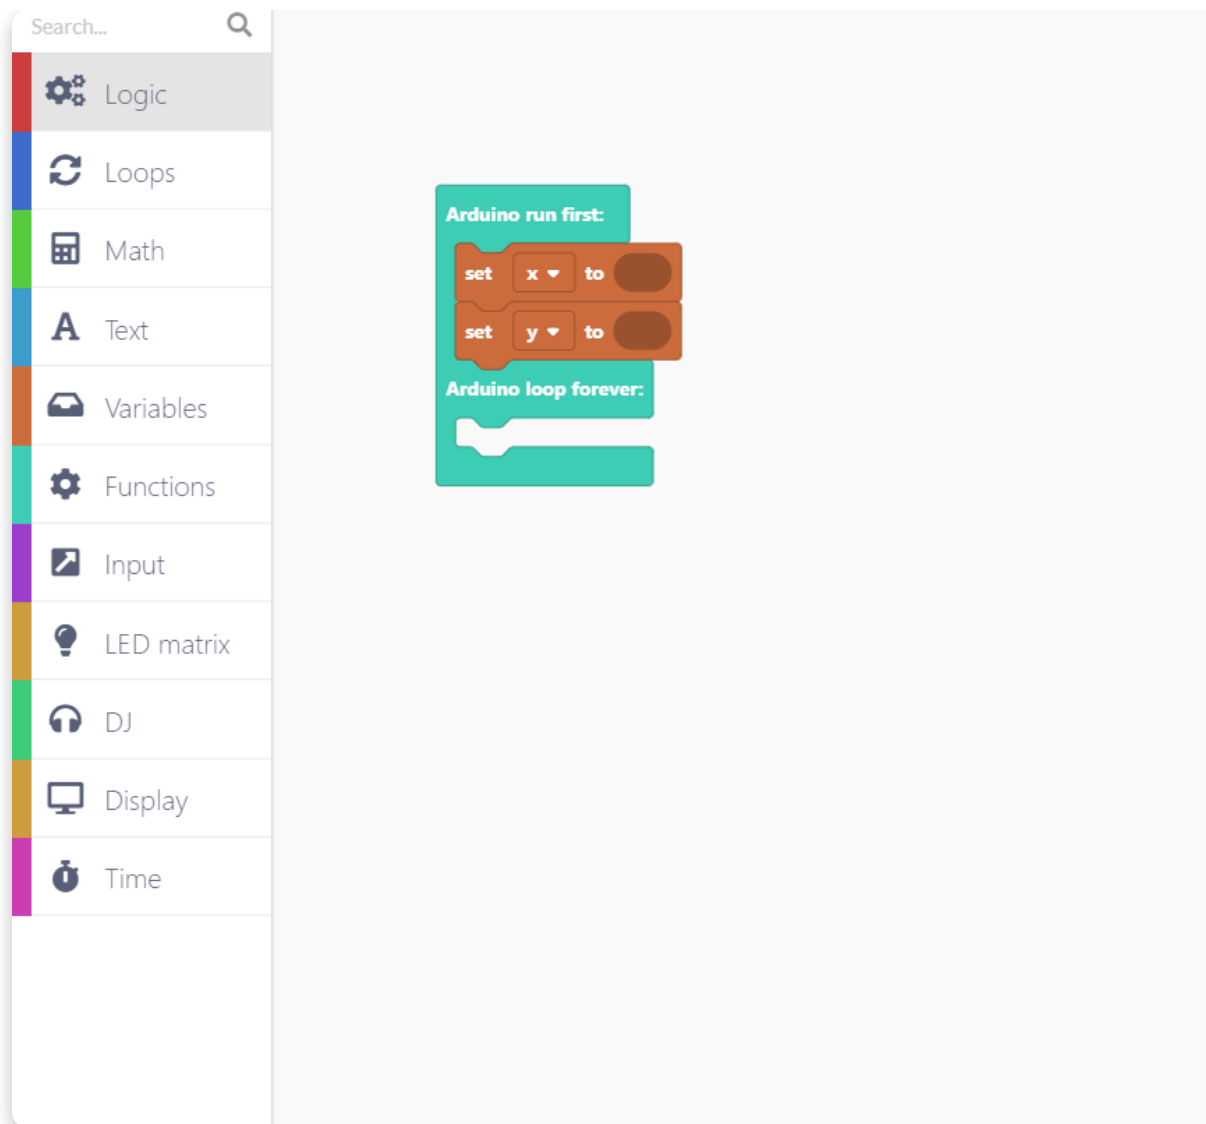 Search...
Logic
Loops
Math
Text
Variables
Functions
Input
LED matrix
DJ
Display
Time
Arduino run first:
set x to
set y to
Arduino loop forever: